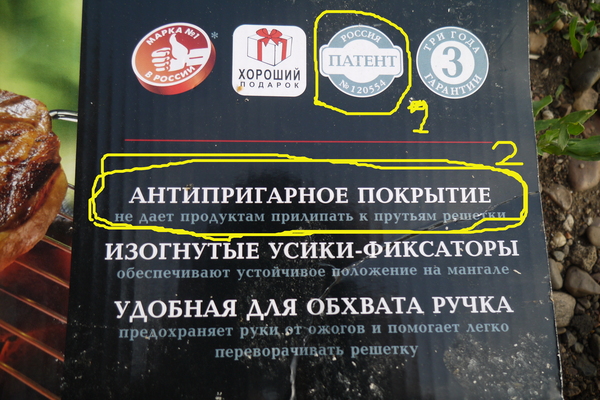 МАРКА №1
В РОССИИ
*
ХОРОШИЙ
ПОДАРОК
РОССИЯ
ПАТЕНТ
№120554
ТРИ ГОДА
3
ГАРАНТИИ
1
2
АНТИПРИГАРНОЕ ПОКРЫТИЕ
не дает продуктам прилипать к прутьям решетки
ИЗОГНУТЫЕ УСИКИ-ФИКСАТОРЫ
обеспечивают устойчивое положение на мангале
УДОБНАЯ ДЛЯ ОБХВАТА РУЧКА
предохраняет руки от ожогов и помогает легко
переворачивать решетку